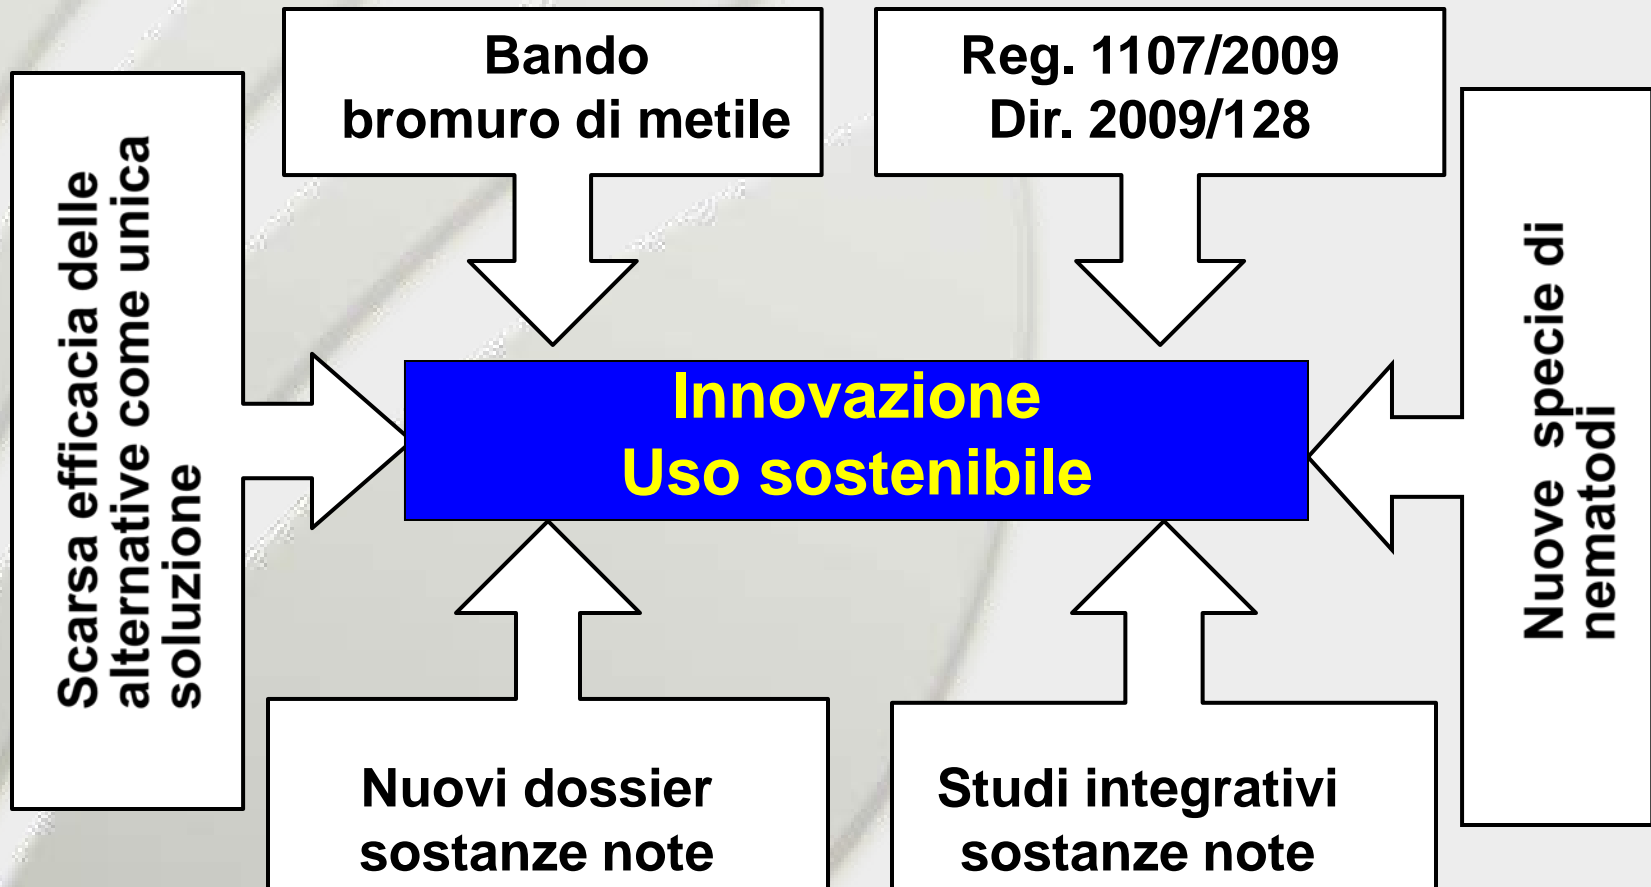 Bando
bromuro di metile
Reg. 1107/2009
Dir. 2009/128
Scarsa efficacia delle
alternative come unica
soluzione
Innovazione
Uso sostenibile
Nuove specie di
nematodi
Nuovi dossier
sostanze note
Studi integrativi
sostanze note